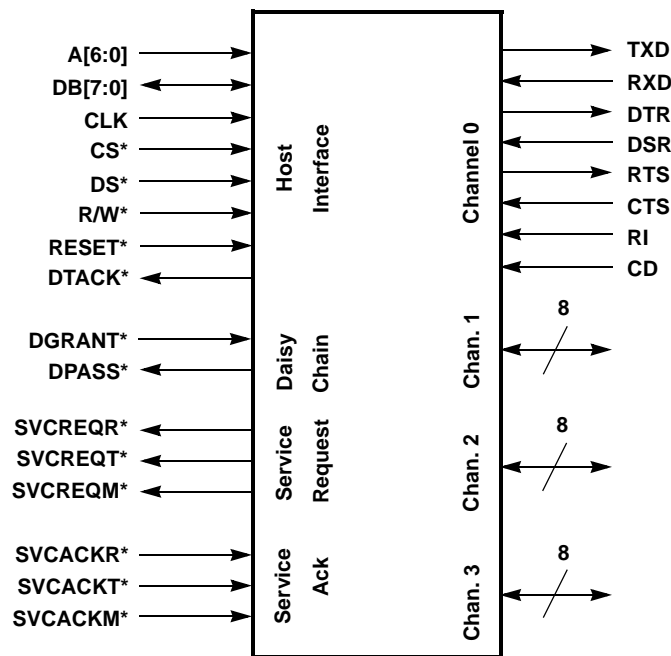 A[6:0]
DB[7:0]
CLK
CS*
DS*
R/W*
RESET*
DTACK*
DGRANT*
DPASS*
SVCREQR*
SVCREQT*
SVCREQM*
SVCACKR*
SVCACKT*
SVCACKM*
Host
Interface
Daisy
Chain
Service
Request
Service
Ack
Channel 0
Chan. 1
Chan. 2
Chan. 3
TXD
RXD
DTR
DSR
RTS
CTS
RI
CD
8
8
8